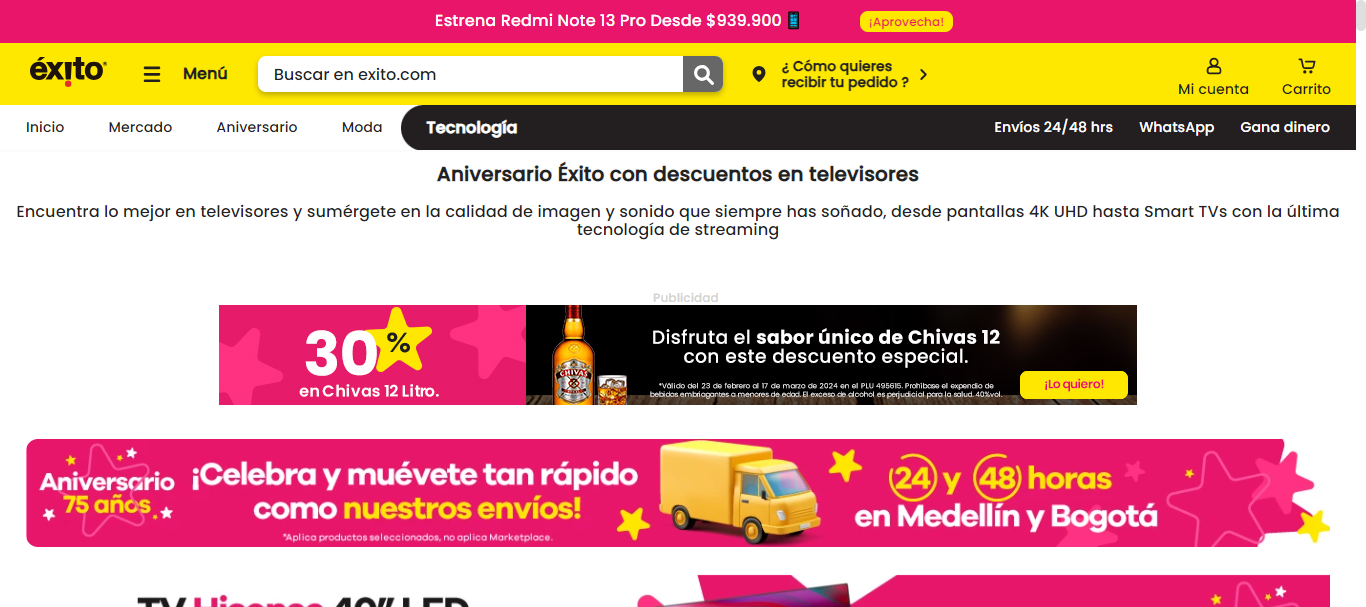 Estrena Redmi Note 13 Pro Desde $939.900
¡Aprovecha!
éxito
Menú
Buscar en exito.com
¿ Cómo quieres
recibir tu pedido ?
Mi cuenta
Carrito
Inicio
Mercado
Aniversario
Moda
Tecnología
Envíos 24/48 hrs
WhatsApp
Gana dinero
Aniversario Éxito con descuentos en televisores
Encuentra lo mejor en televisores y sumérgete en la calidad de imagen y sonido que siempre has soñado, desde pantallas 4K UHD hasta Smart TVs con la última
tecnología de streaming
Publicidad
30%
en Chivas 12 Litro.
CHIVAS
Disfruta el sabor único de Chivas 12
con este descuento especial.
*Válido del 23 de febrero al 17 de marzo de 2024 en el PLU 495615. Prohíbase el expendio de
bebidas embriagantes a menores de edad. El exceso de alcohol es perjudicial para la salud. 40%vol.
¡Lo quiero!
Aniversario
75 años.
¡Celebra y muévete tan rápido
como nuestros envíos!
*Aplica productos seleccionados, no aplica Marketplace.
24 y 48 horas
en Medellín y Bogotá
TV Hisense 40" LED